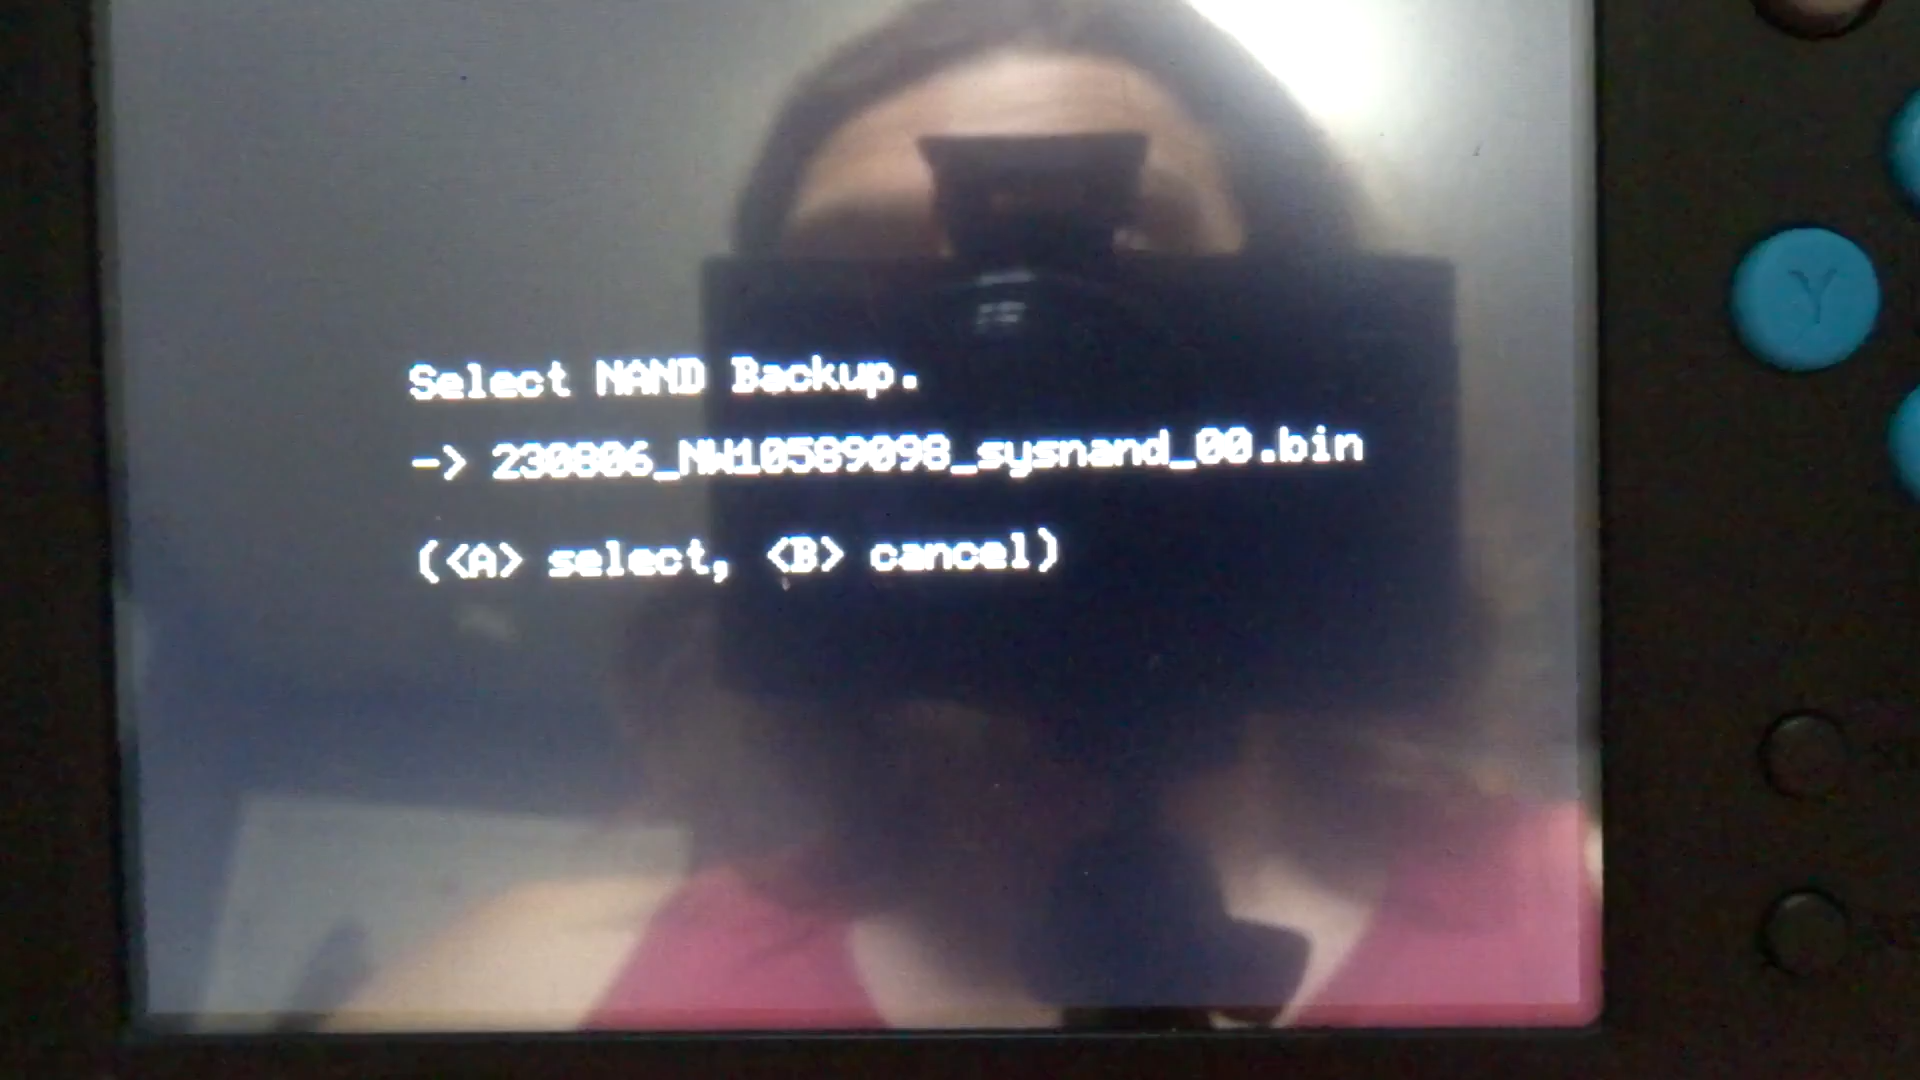 Select NAND Backup.
-> 230806_NW10589098_sysnand_00.bin
(<A> select, <B> cancel)
Y